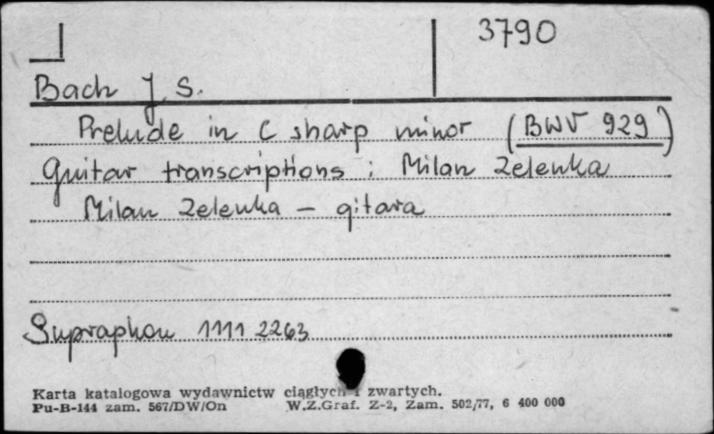 3790
Bach J. S.
Prelude in C sharp minor (BWV 929)
Guitar transcriptions : Milan Zelenka
Milan Zelenka – gitara
Supraphon 1111 2263
Karta katalogowa wydawnictw ciągłych i zwartych.
Pu-B-144 zam. 567/DW/On W.Z.Graf. Z-2, Zam. 502/77, 6 400 000